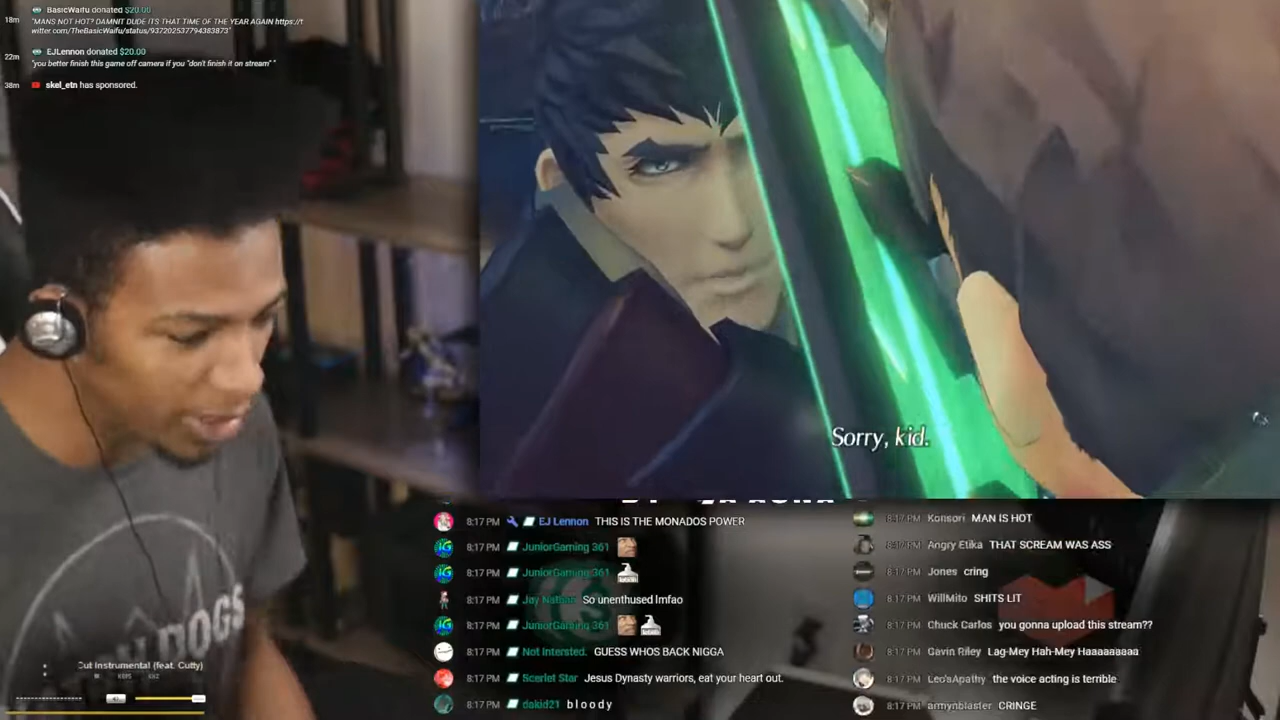 BasicWaifu donated $20.00
18m
"MANS NOT HOT? DAMNIT DUDE ITS THAT TIME OF THE YEAR AGAIN https://t
witter.com/TheBasicWaifu/status/937202537794383873"
EJLennon donated $20.00
22m
"you better finish this game off camera if you "don't finish it on stream" "
38m skel_etn has sponsored.
Sorry, kid.
8:17 PM EJ Lennon THIS IS THE MONADOS POWER
8:17 PM JuniorGaming 361
8:17 PM JuniorGaming 361
8:17 PM Jay Nathan So unenthused lmfao
8:17 PM JuniorGaming 361
8:17 PM Not Intersted. GUESS WHOS BACK NIGGA
8:17 PM Scerlet Star Jesus Dynasty warriors, eat your heart out.
8:17 PM dakid21 b l o o d y
8:17 PM Konsori MAN IS HOT
8:17 PM Angry Etika THAT SCREAM WAS ASS
8:17 PM Jones cring
8:17 PM WillMito SHITS LIT
8:17 PM Chuck Carlos you gonna upload this stream??
8:17 PM Gavin Riley Lag-Mey Hah-Mey Haaaaaaaaa
8:17 PM Leo'sApathy the voice acting is terrible
8:17 PM armynblaster CRINGE
DOGS
Cut Instrumental (feat. Cutty)